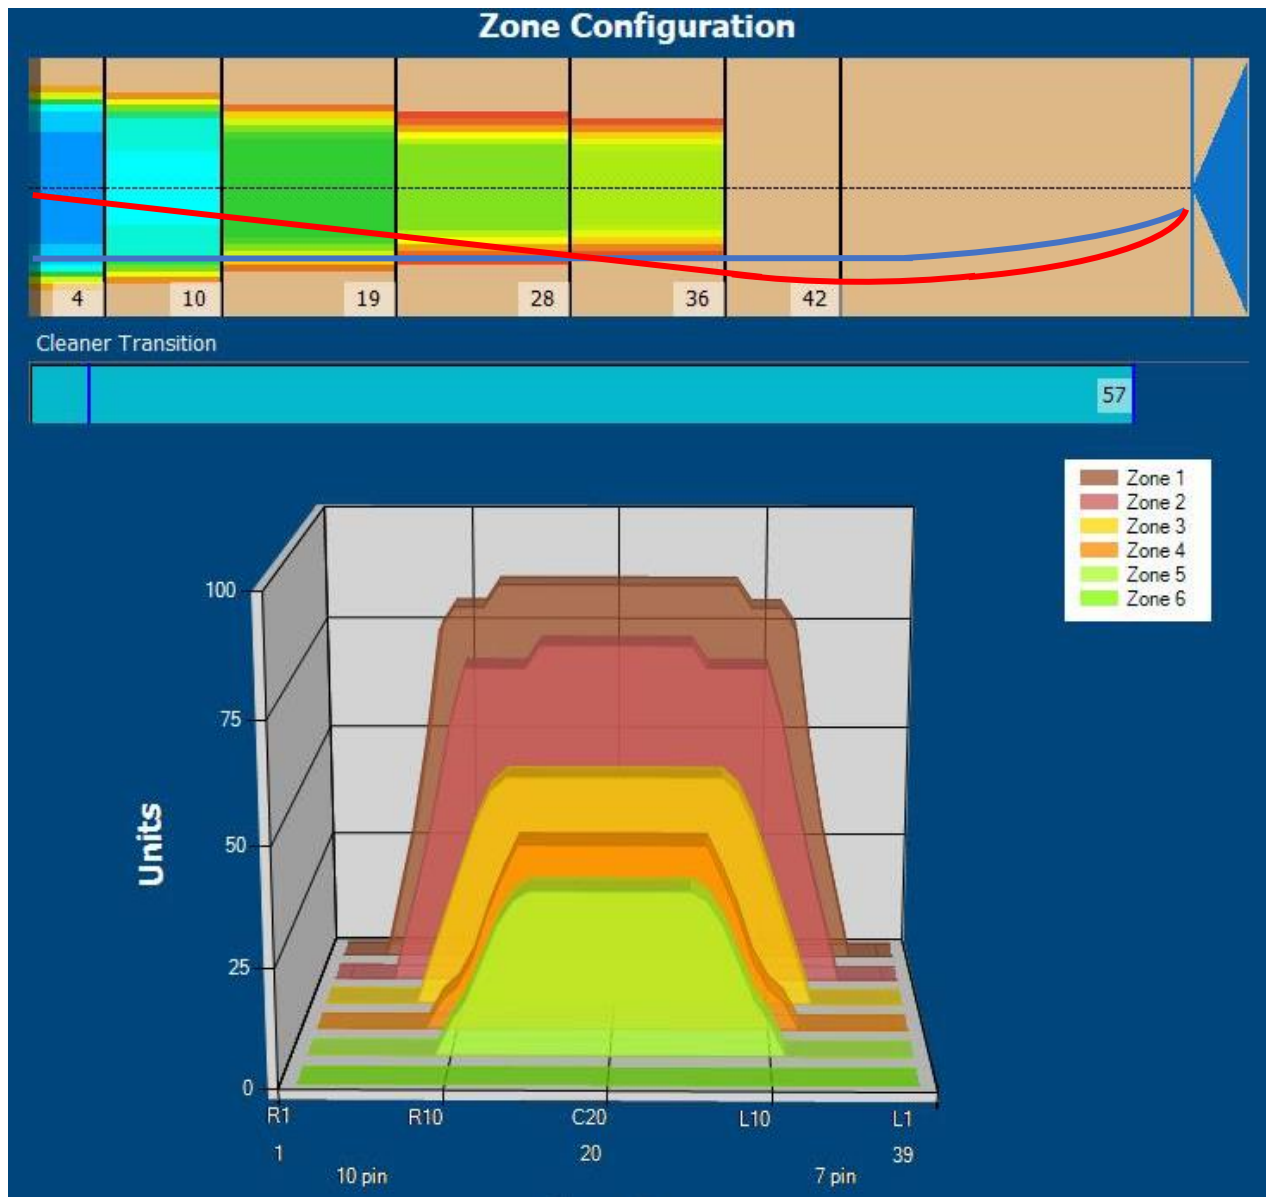 Zone Configuration
4 10 19 28 36 42
Cleaner Transition
57
Zone 1
Zone 2
Zone 3
Zone 4
Zone 5
Zone 6
100
75
50
25
0
Units
R1 R10 C20 L10 L1
1 20 39
10 pin 7 pin